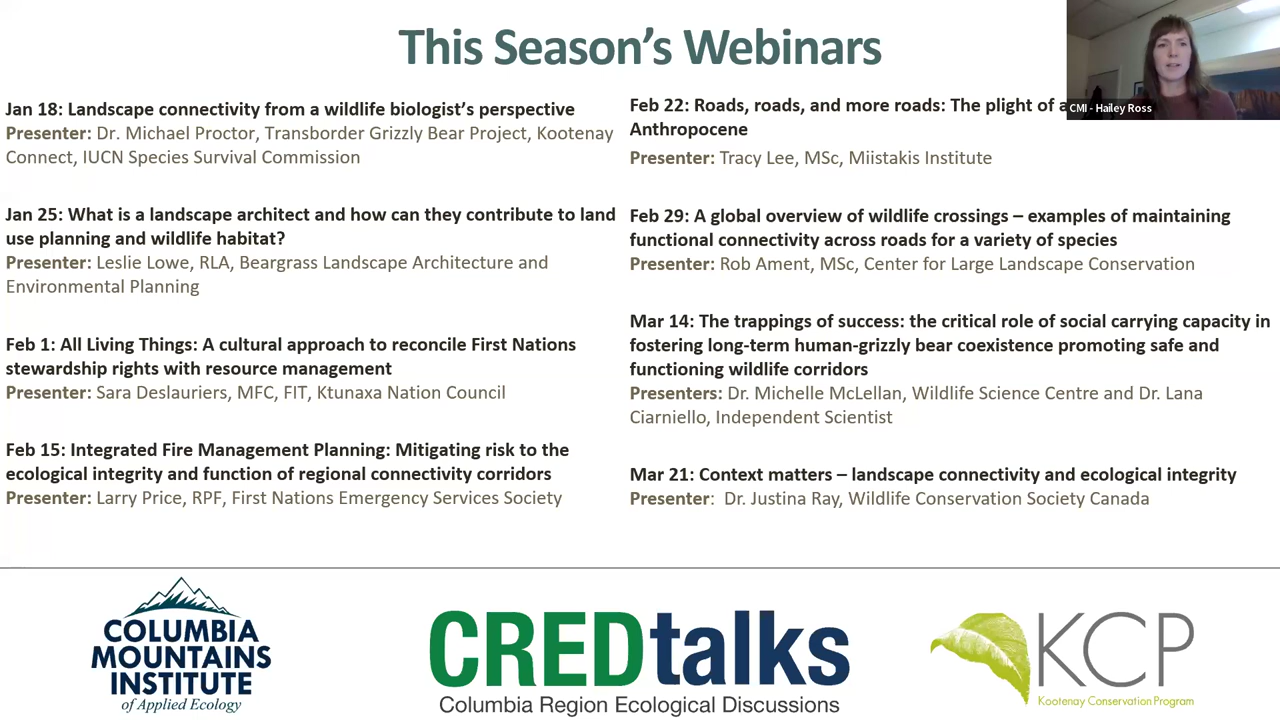 This Season's Webinars
Jan 18: Landscape connectivity from a wildlife biologist's perspective
Presenter: Dr. Michael Proctor, Transborder Grizzly Bear Project, Kootenay
Connect, IUCN Species Survival Commission
Jan 25: What is a landscape architect and how can they contribute to land
use planning and wildlife habitat?
Presenter: Leslie Lowe, RLA, Beargrass Landscape Architecture and
Environmental Planning
Feb 1: All Living Things: A cultural approach to reconcile First Nations
stewardship rights with resource management
Presenter: Sara Deslauriers, MFC, FIT, Ktunaxa Nation Council
Feb 15: Integrated Fire Management Planning: Mitigating risk to the
ecological integrity and function of regional connectivity corridors
Presenter: Larry Price, RPF, First Nations Emergency Services Society
Feb 22: Roads, roads, and more roads: The plight of
Anthropocene
Presenter: Tracy Lee, MSc, Miistakis Institute
Feb 29: A global overview of wildlife crossings – examples of maintaining
functional connectivity across roads for a variety of species
Presenter: Rob Ament, MSc, Center for Large Landscape Conservation
Mar 14: The trappings of success: the critical role of social carrying capacity in
fostering long-term human-grizzly bear coexistence promoting safe and
functioning wildlife corridors
Presenters: Dr. Michelle McLellan, Wildlife Science Centre and Dr. Lana
Ciarniello, Independent Scientist
Mar 21: Context matters – landscape connectivity and ecological integrity
Presenter: Dr. Justina Ray, Wildlife Conservation Society Canada
CMI - Hailey Ross
COLUMBIA
MOUNTAINS
INSTITUTE
of Applied Ecology
CREDtalks
Columbia Region Ecological Discussions
KCP
Kootenay Conservation Program